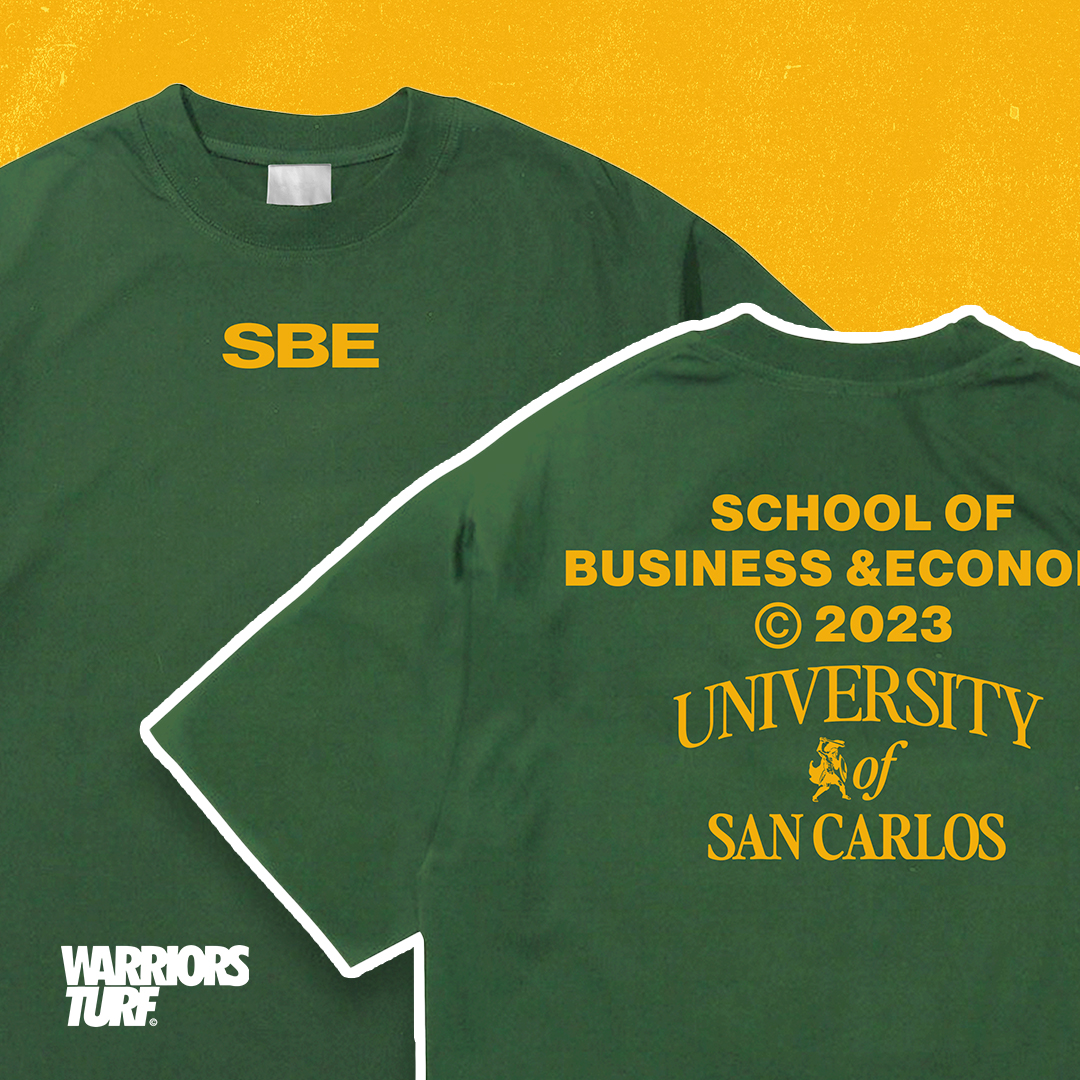 SBE
SCHOOL OF
BUSINESS &ECONO
© 2023
UNIVERSITY
of
SAN CARLOS
WARRIORS
TURF©